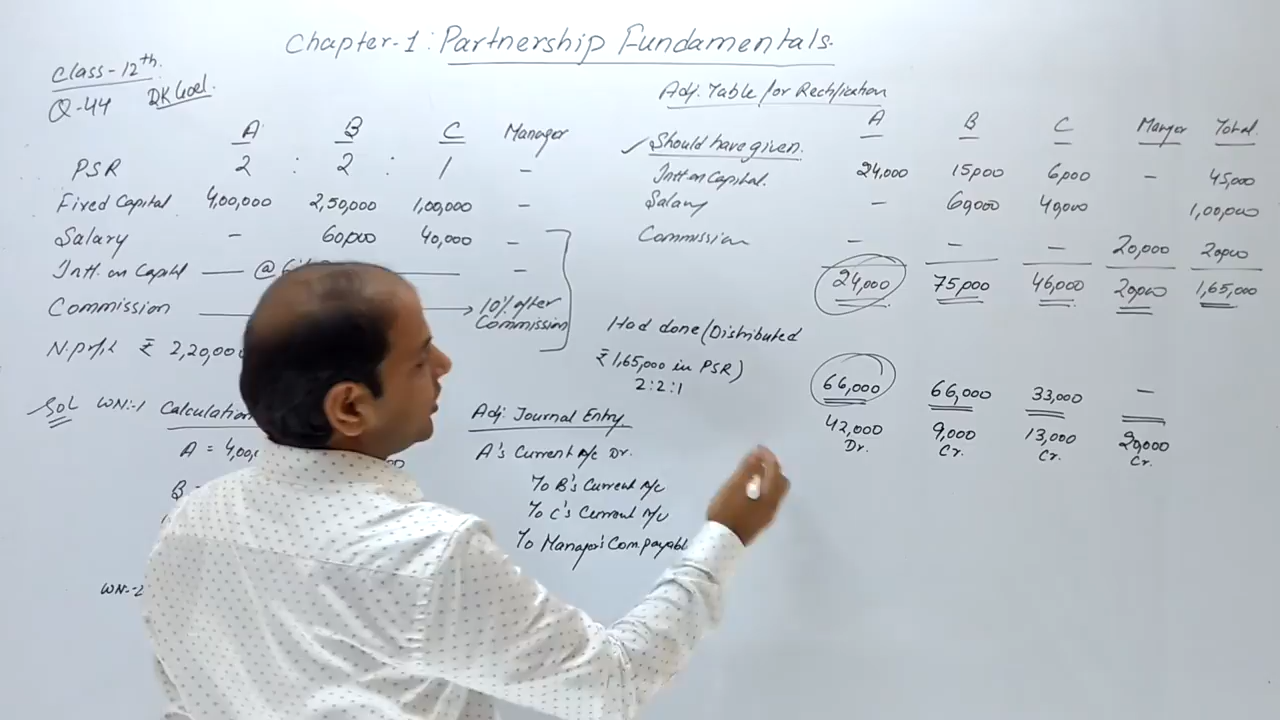 Chapter-1: Partnership Fundamentals.
Class-12th.
Q-44 DK Goel.
A B C Manager
PSR 2 : 2 : 1 -
Fixed Capital 4,00,000 2,50,000 1,00,000 -
Salary - 60,000 40,000 -
Intt. on Capital @ -
Commission 10% after
Commission
N. profit ₹ 2,20,000
Sol WN:-1 Calculation
A = 4,00,
B =
WN:-2
Adj. Journal Entry.
A's Current A/c Dr.
To B's Current A/c
To C's Current A/c
To Manager's Com. payable
Adj. Table for Rectification
A B C Manger Total
Should have given.
Intt on Capital. 24,000 15,000 6,000 - 45,000
Salary - 60,000 40,000 1,00,000
Commission - - - 20,000 20,000
24,000 75,000 46,000 20,000 1,65,000
Had done (Distributed
₹ 1,65,000 in PSR)
2:2:1
66,000 66,000 33,000 -
42,000 9,000 13,000 20,000
Dr. Cr. Cr. Cr.